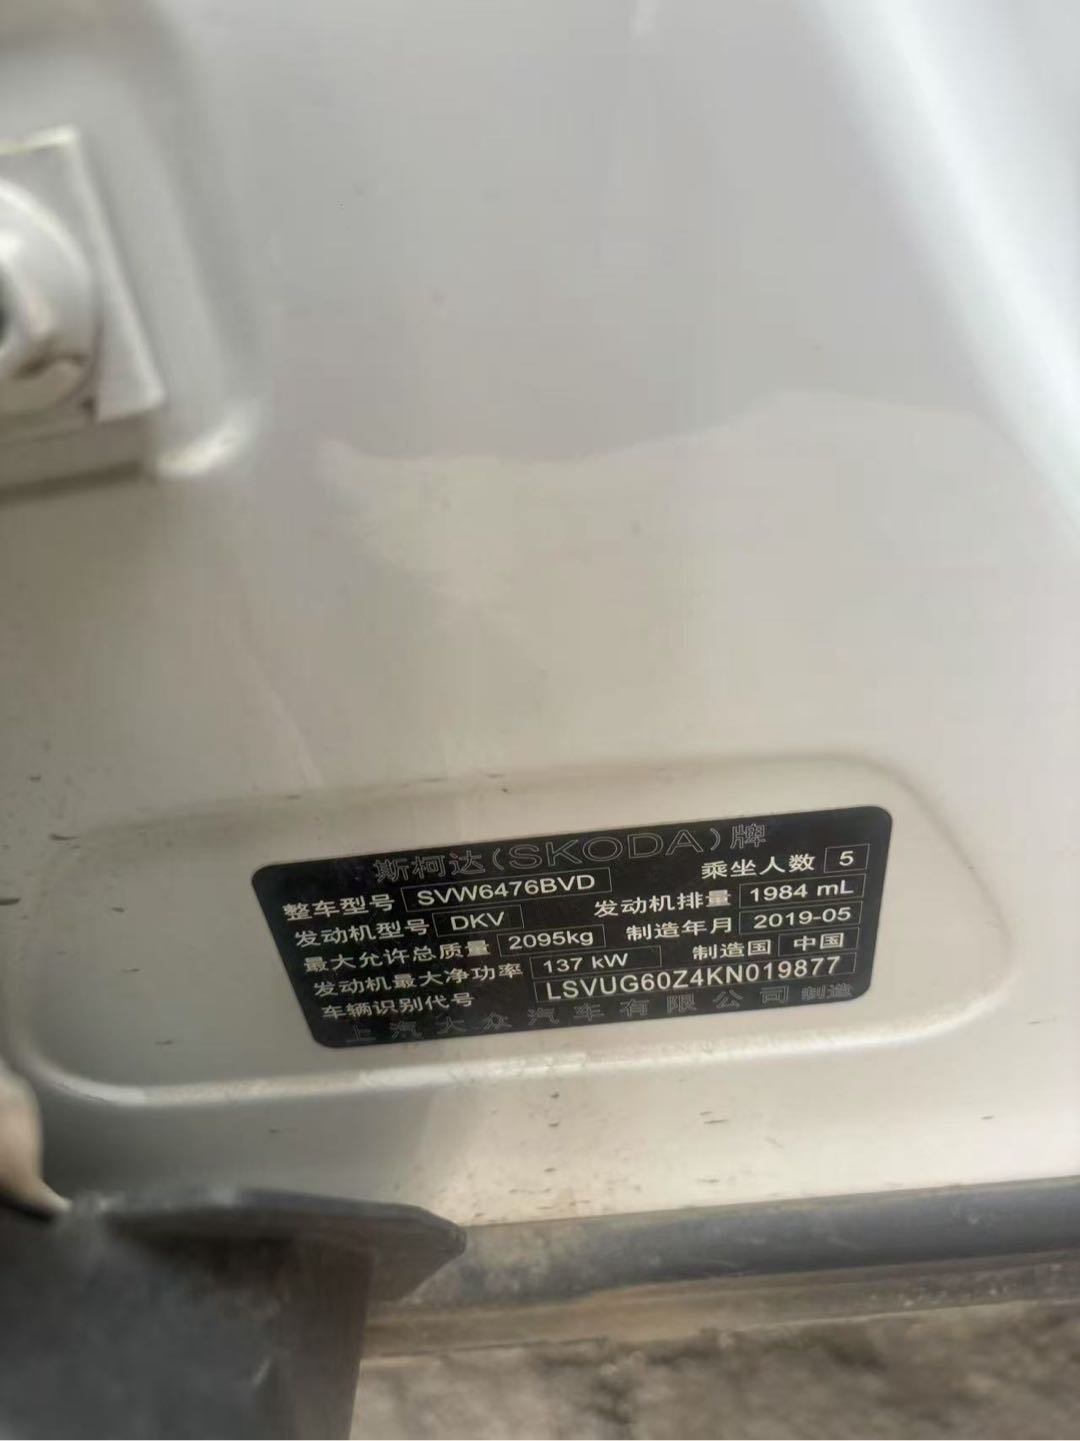 斯柯达(SKODA)牌
整车型号 SVW6476BVD 乘坐人数 5
发动机型号 DKV 发动机排量 1984 mL
最大允许总质量 2095kg 制造年月 2019-05
发动机最大净功率 137 kW 制造国 中国
车辆识别代号 LSVUG60Z4KN019877
上汽大众汽车有限公司 制造